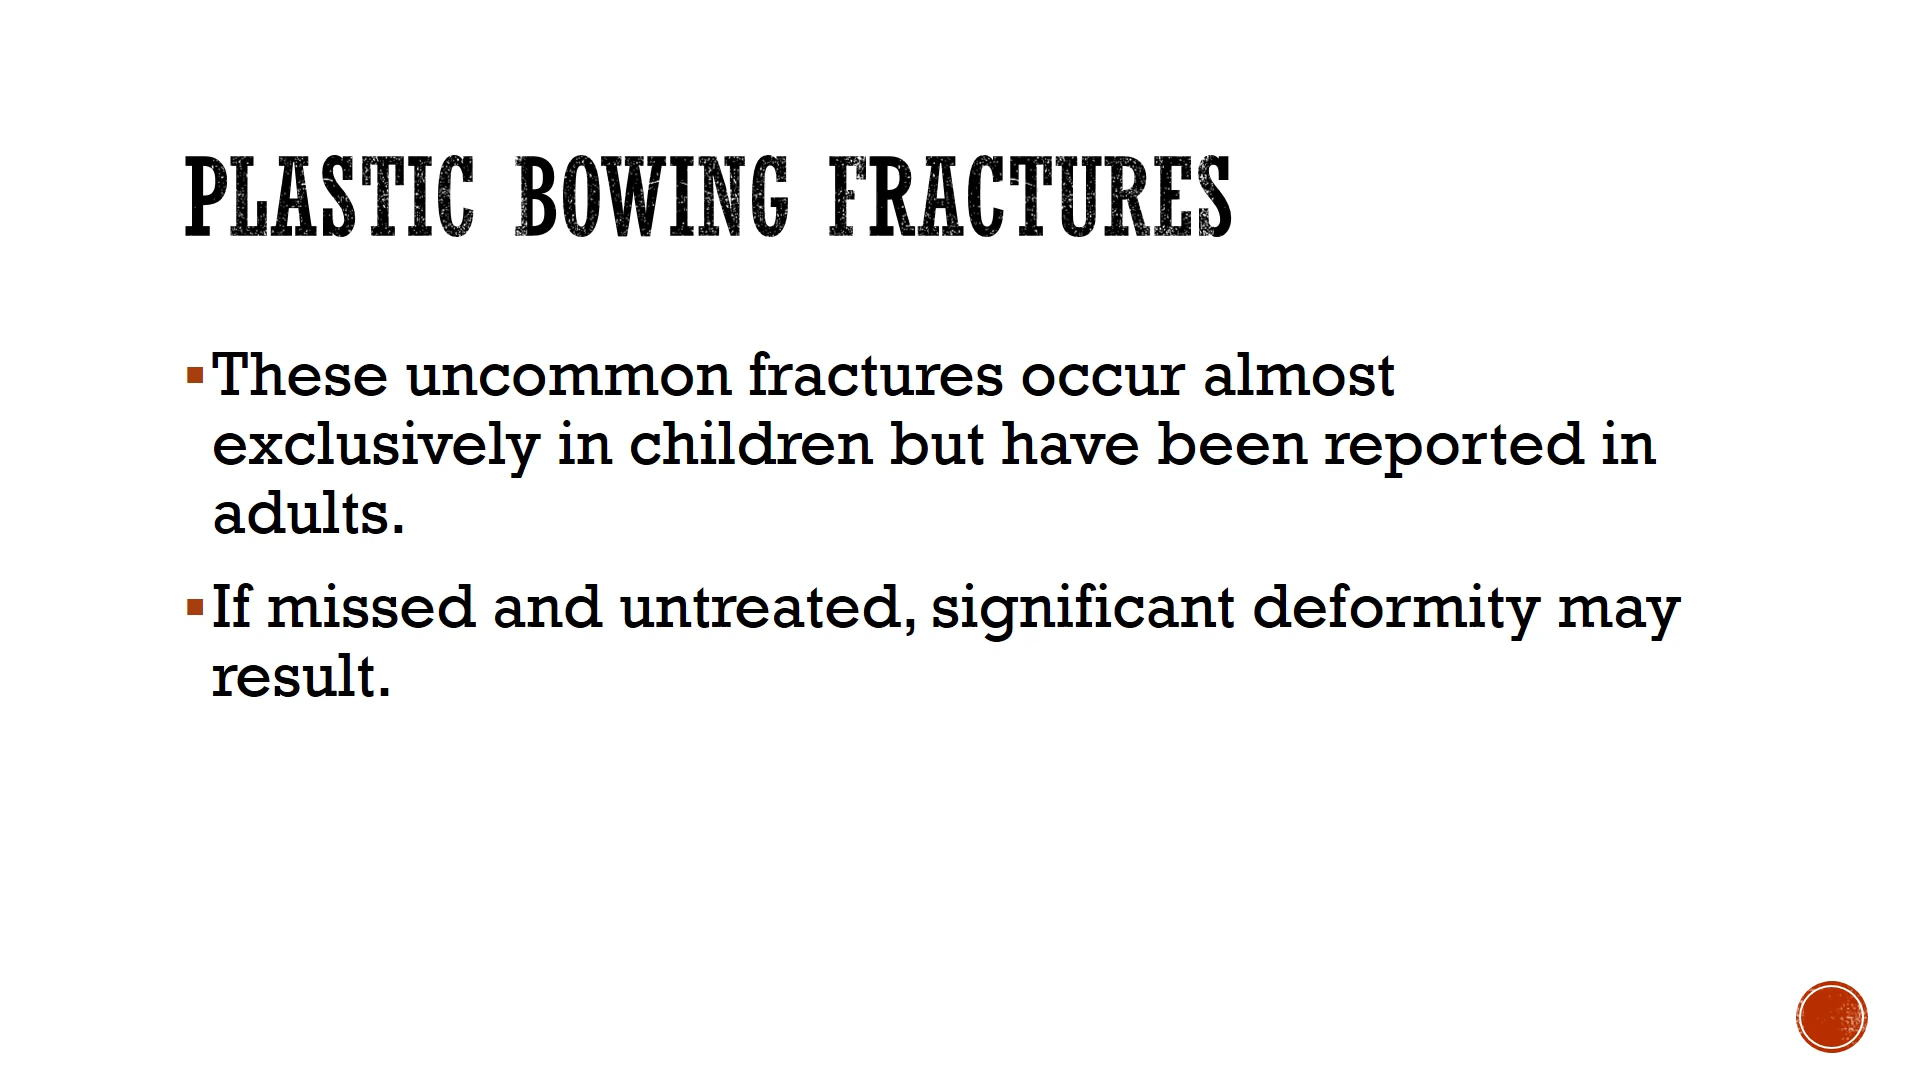 PLASTIC BOWING FRACTURES
▪These uncommon fractures occur almost
exclusively in children but have been reported in
adults.
▪If missed and untreated, significant deformity may
result.